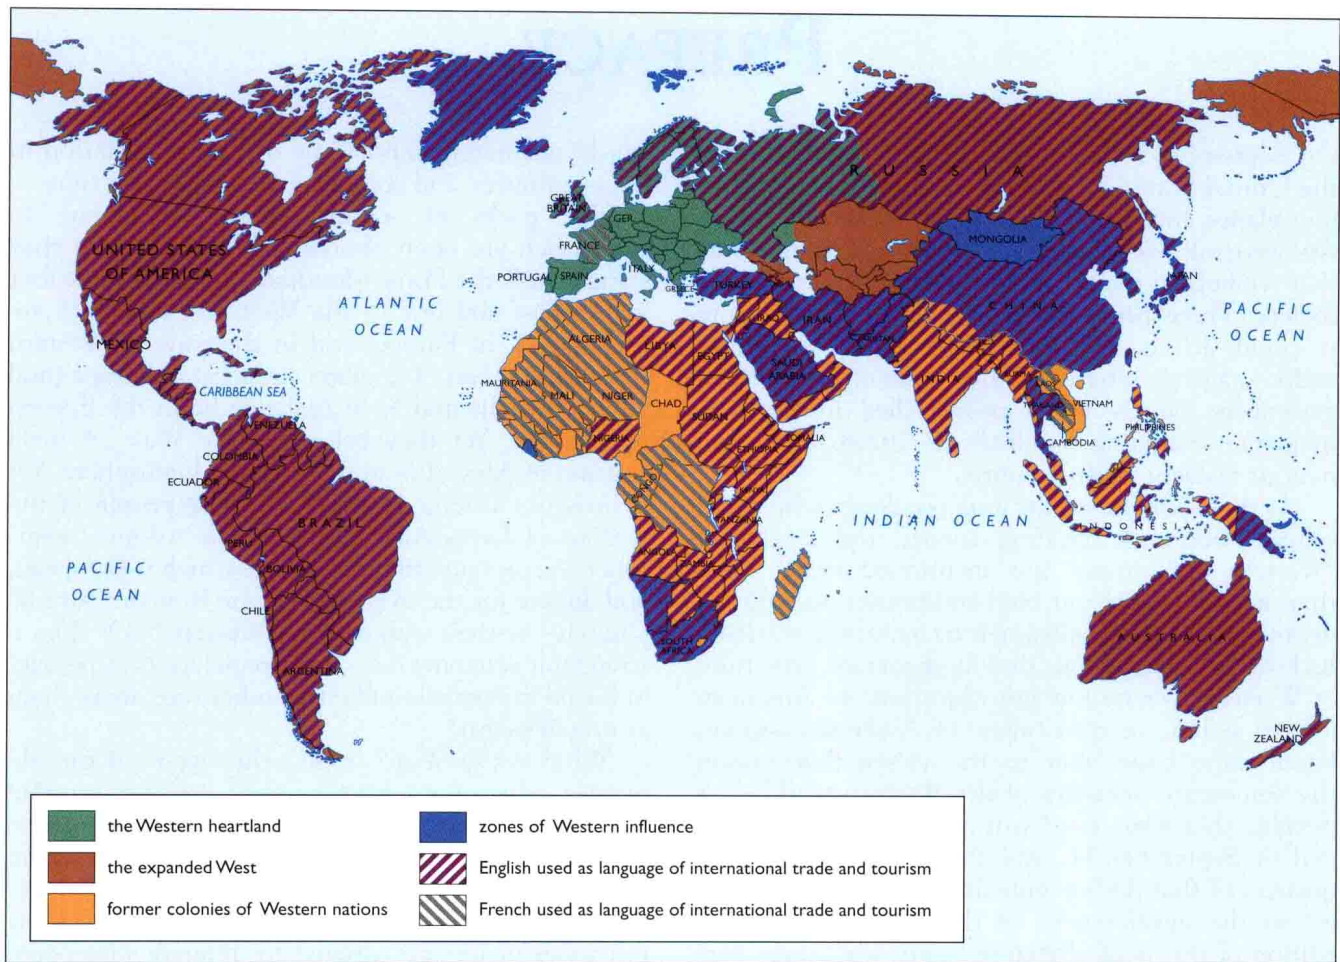 RUSSIA
GREAT
BRITAIN
GER.
FRANCE
PORTUGAL
SPAIN
ITALY
GREECE
TURKEY
MONGOLIA
UNITED STATES
OF AMERICA
ATLANTIC
OCEAN
IRAQ
IRAN
CHINA
JAPAN
PACIFIC
OCEAN
MEXICO
ALGERIA
LIBYA
EGYPT
SAUDI
ARABIA
INDIA
BURMA
LAOS
CARIBBEAN SEA
MAURITANIA
MALI
NIGER
CHAD
SUDAN
THAILAND
VIETNAM
VENEZUELA
NIGERIA
ETHIOPIA
SOMALIA
CAMBODIA
PHILIPPINES
COLOMBIA
ECUADOR
CONGO
BRAZIL
TANZANIA
INDIAN OCEAN
INDONESIA
PERU
ANGOLA
PACIFIC
OCEAN
BOLIVIA
ZAMBIA
CHILE
SOUTH
AFRICA
AUSTRALIA
ARGENTINA
NEW
ZEALAND
the Western heartland
the expanded West
former colonies of Western nations
zones of Western influence
English used as language of international trade and tourism
French used as language of international trade and tourism